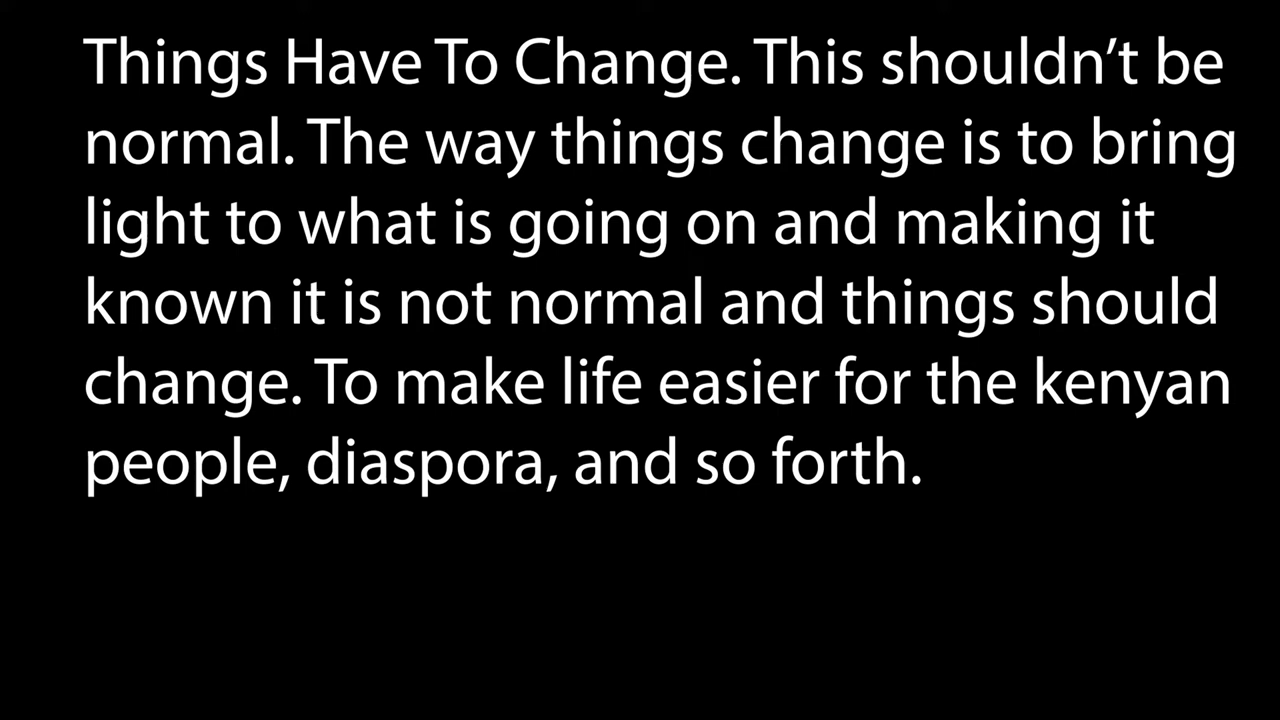 Things Have To Change. This shouldn’t be
normal. The way things change is to bring
light to what is going on and making it
known it is not normal and things should
change. To make life easier for the kenyan
people, diaspora, and so forth.